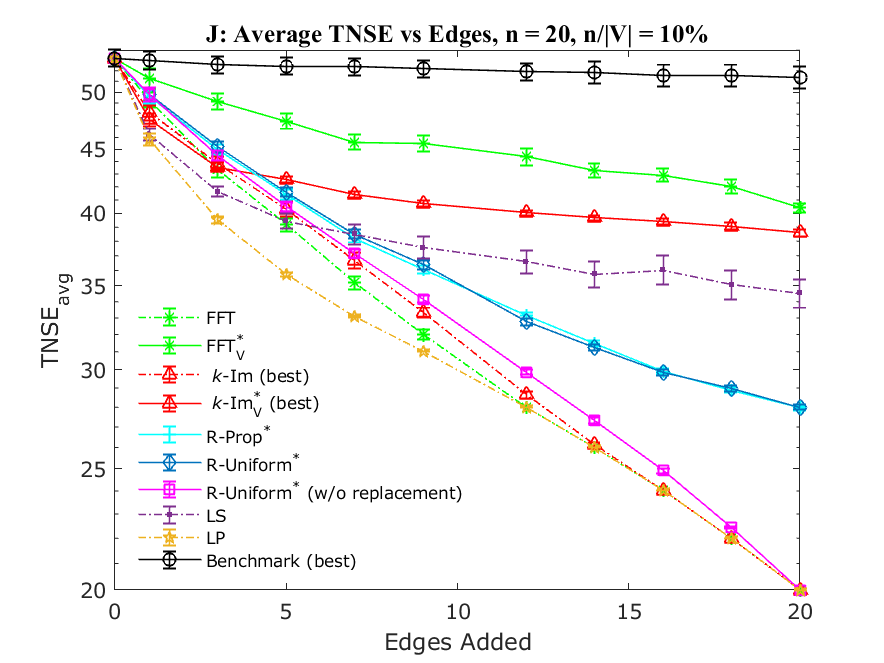 J: Average TNSE vs Edges, n = 20, n/|V| = 10%
TNSE_avg
50
45
40
35
30
25
20
0
5
10
15
20
Edges Added
FFT
FFT*_V
k-Im (best)
k-Im*_V (best)
R-Prop*
R-Uniform*
R-Uniform* (w/o replacement)
LS
LP
Benchmark (best)